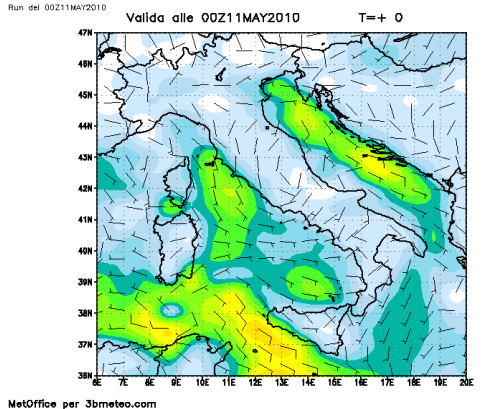 Run del 00Z11MAY2010
Valida alle 00Z11MAY2010 T=+ 0
47N
46N
45N
44N
43N
42N
41N
40N
39N
38N
37N
36N
6E 7E 8E 9E 10E 11E 12E 13E 14E 15E 16E 17E 18E 19E 20E
MetOffice per 3bmeteo.com